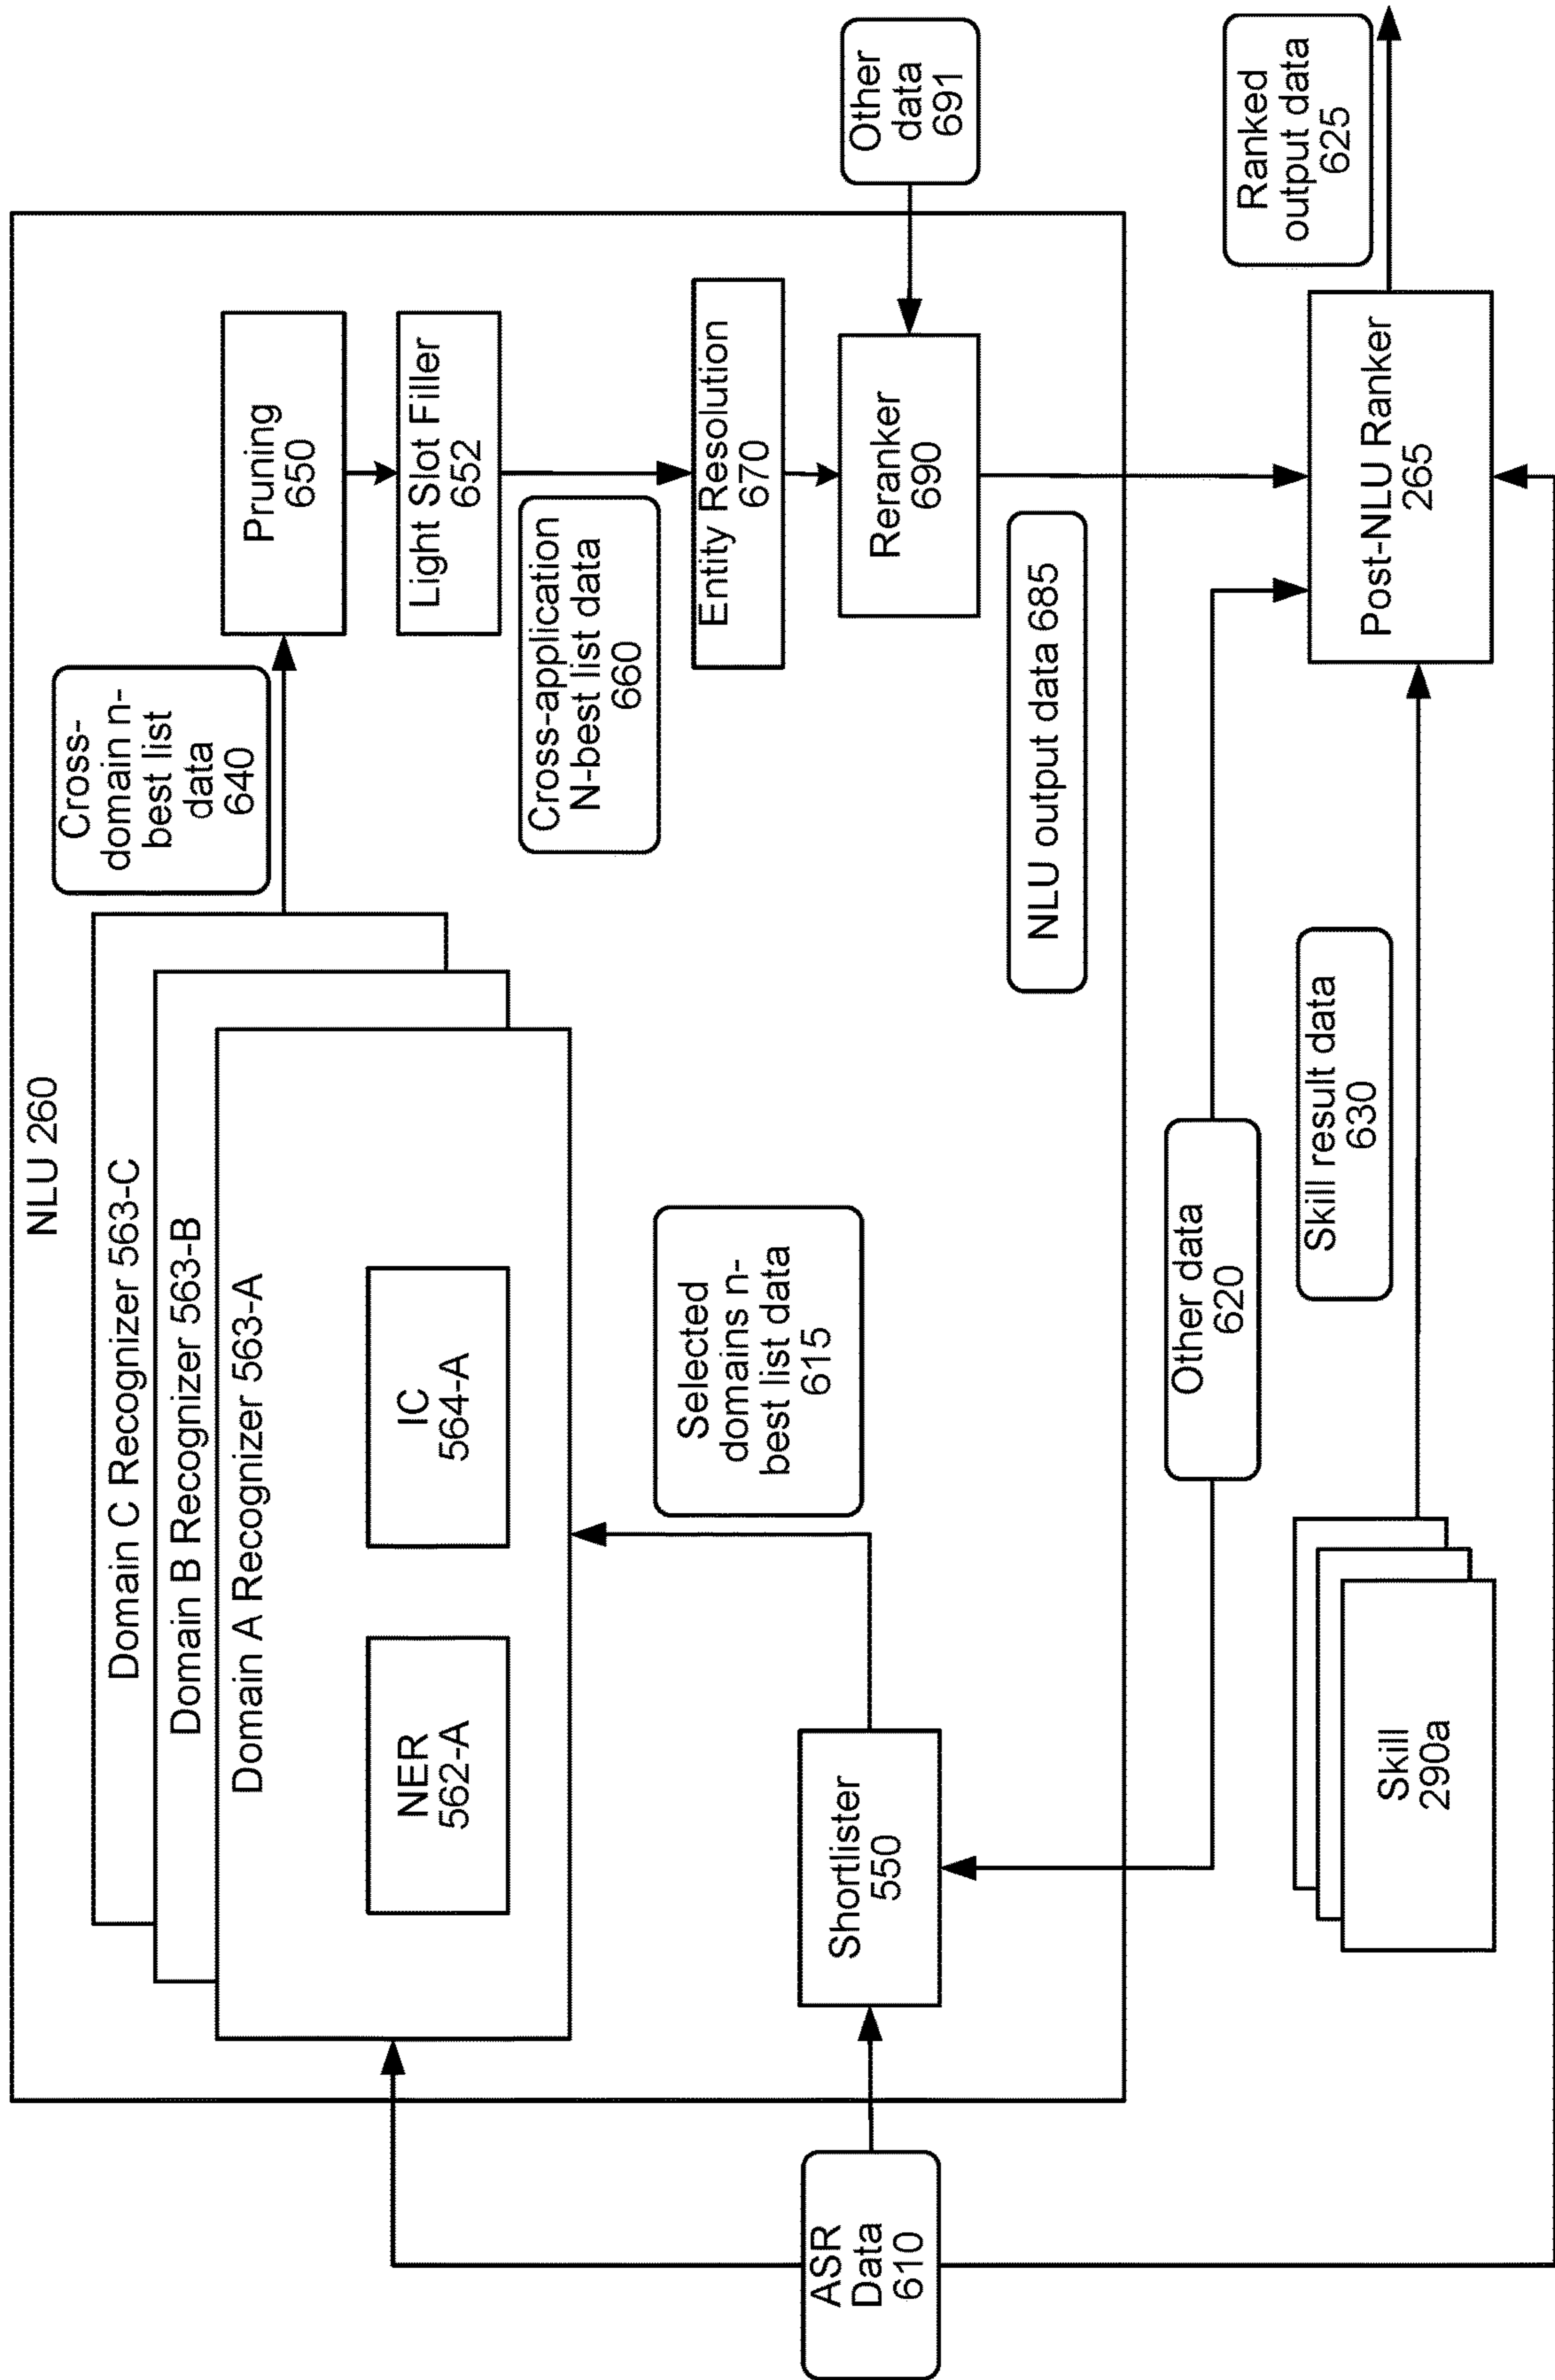 NLU 260
Domain C Recognizer 563-C
Domain B Recognizer 563-B
Domain A Recognizer 563-A
NER
562-A
IC
564-A
Cross-
domain n-
best list
data
640
Pruning
650
Light Slot Filler
652
Cross-application
N-best list data
660
Entity Resolution
670
Reranker
690
Other
data
691
ASR
Data
610
Shortlister
550
Selected
domains n-
best list data
615
NLU output data 685
Other data
620
Skill
290a
Skill result data
630
Post-NLU Ranker
265
Ranked
output data
625